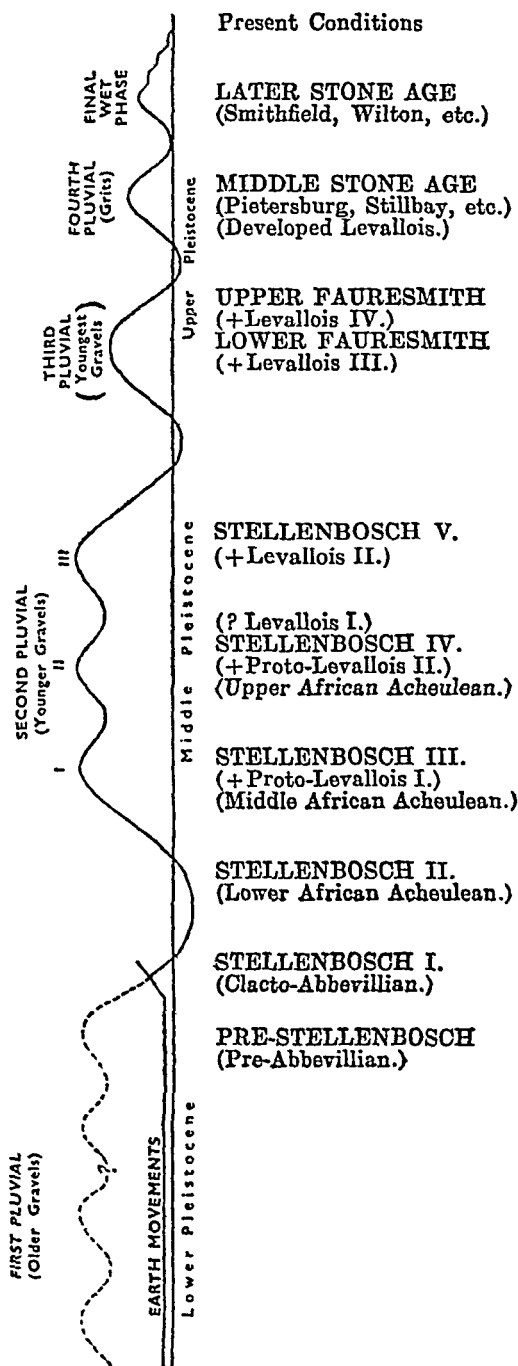 Present Conditions
FINAL
WET
PHASE
LATER STONE AGE
(Smithfield, Wilton, etc.)
FOURTH
PLUVIAL
(Grits)
MIDDLE STONE AGE
(Pietersburg, Stillbay, etc.)
(Developed Levallois.)
Upper Pleistocene
THIRD
PLUVIAL
(Youngest
Gravels)
UPPER FAURESMITH
(+Levallois IV.)
LOWER FAURESMITH
(+Levallois III.)
SECOND PLUVIAL
(Younger Gravels)
III
II
I
Middle Pleistocene
STELLENBOSCH V.
(+Levallois II.)
(? Levallois I.)
STELLENBOSCH IV.
(+Proto-Levallois II.)
(Upper African Acheulean.)
STELLENBOSCH III.
(+Proto-Levallois I.)
(Middle African Acheulean.)
STELLENBOSCH II.
(Lower African Acheulean.)
STELLENBOSCH I.
(Clacto-Abbevillian.)
PRE-STELLENBOSCH
(Pre-Abbevillian.)
FIRST PLUVIAL
(Older Gravels)
?
EARTH MOVEMENTS
Lower Pleistocene